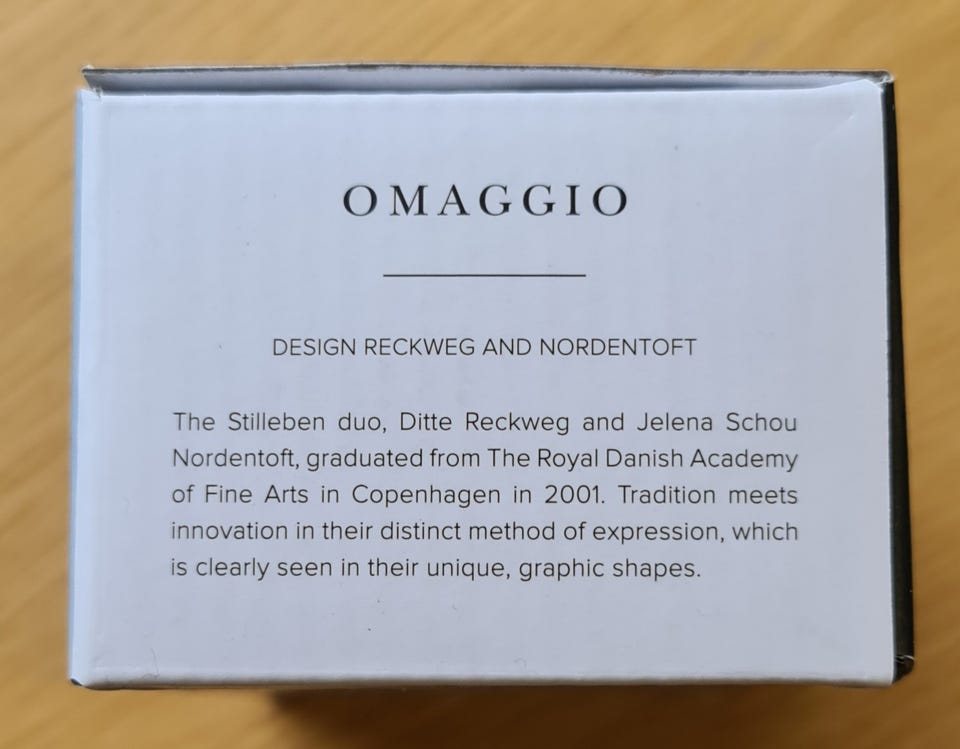 OMAGGIO
DESIGN RECKWEG AND NORDENTOFT
The Stilleben duo, Ditte Reckweg and Jelena Schou
Nordentoft, graduated from The Royal Danish Academy
of Fine Arts in Copenhagen in 2001. Tradition meets
innovation in their distinct method of expression, which
is clearly seen in their unique, graphic shapes.